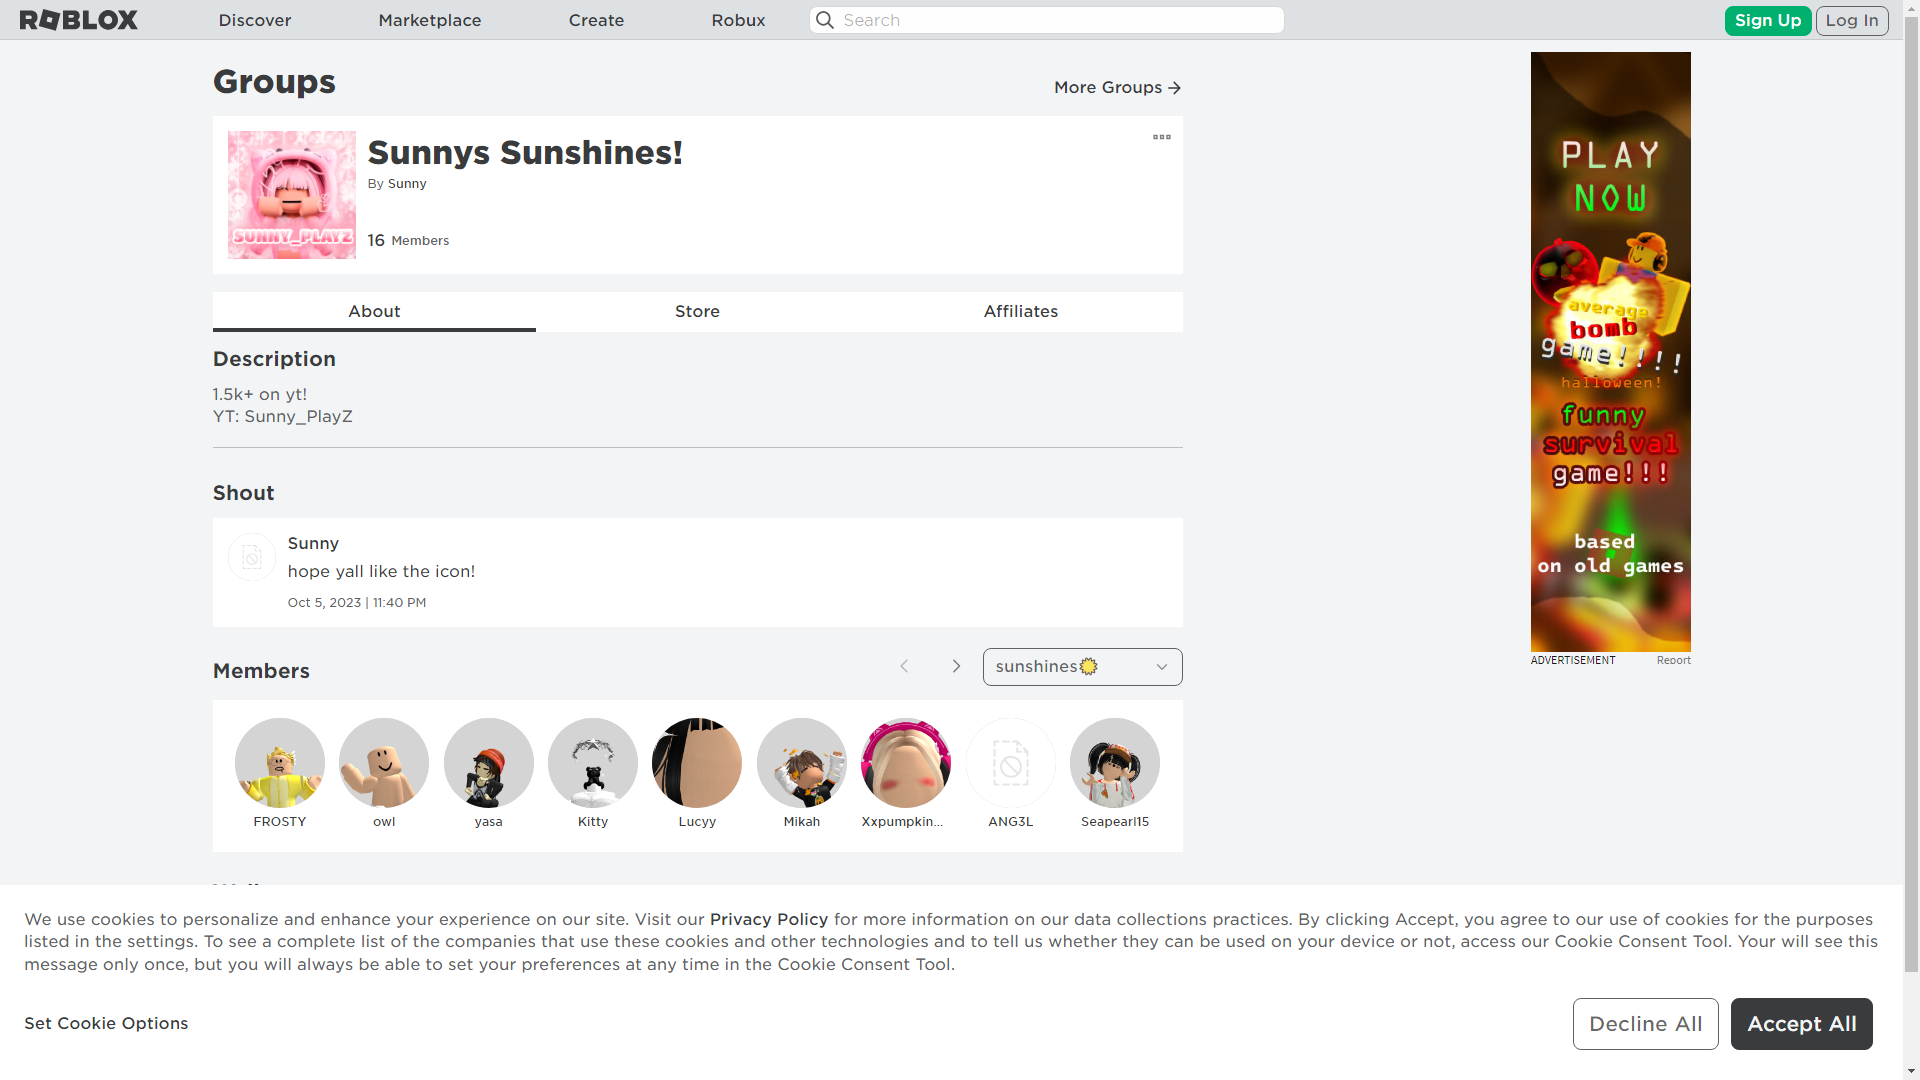 ROBLOX
Discover
Marketplace
Create
Robux
Search
Sign Up
Log In
Groups
More Groups
SUNNY_PLAYZ
Sunnys Sunshines!
By Sunny
16 Members
About
Store
Affiliates
Description
1.5k+ on yt!
YT: Sunny_PlayZ
Shout
Sunny
hope yall like the icon!
Oct 5, 2023 | 11:40 PM
Members
sunshines
FROSTY
owl
yasa
Kitty
Lucyy
Mikah
Xxpumpkin...
ANG3L
Seapearl15
PLAY
NOW
average
bomb
game!!!!
halloween!
funny
survival
game!!!
based
on old games
ADVERTISEMENT
Report
We use cookies to personalize and enhance your experience on our site. Visit our Privacy Policy for more information on our data collections practices. By clicking Accept, you agree to our use of cookies for the purposes
listed in the settings. To see a complete list of the companies that use these cookies and other technologies and to tell us whether they can be used on your device or not, access our Cookie Consent Tool. Your will see this
message only once, but you will always be able to set your preferences at any time in the Cookie Consent Tool.
Set Cookie Options
Decline All
Accept All